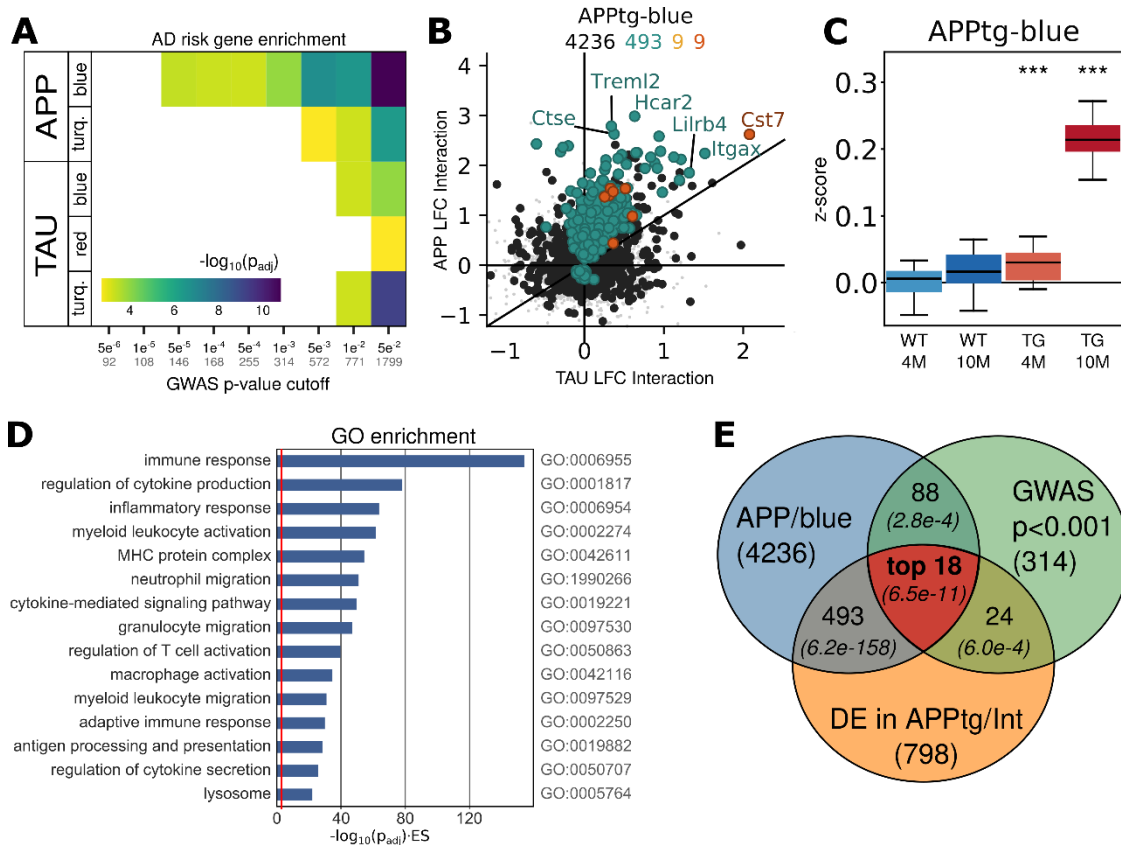 A
AD risk gene enrichment
APP
TAU
blue
turq.
blue
red
turq.
-log10(padj)
4 6 8 10
5e-6 1e-5 5e-5 1e-4 5e-4 1e-3 5e-3 1e-2 5e-2
92 108 146 168 255 314 572 771 1799
GWAS p-value cutoff
B
APPtg-blue
4236 493 9 9
APP LFC Interaction
4
3
2
1
0
−1
Treml2
Hcar2
Ctse
Lilrb4
Cst7
Itgax
−1 0 1 2
TAU LFC Interaction
C
APPtg-blue
z-score
0.3
0.2
0.1
0.0
*** ***
WT WT TG TG
4M 10M 4M 10M
D
GO enrichment
immune response GO:0006955
regulation of cytokine production GO:0001817
inflammatory response GO:0006954
myeloid leukocyte activation GO:0002274
MHC protein complex GO:0042611
neutrophil migration GO:1990266
cytokine-mediated signaling pathway GO:0019221
granulocyte migration GO:0097530
regulation of T cell activation GO:0050863
macrophage activation GO:0042116
myeloid leukocyte migration GO:0097529
adaptive immune response GO:0002250
antigen processing and presentation GO:0019882
regulation of cytokine secretion GO:0050707
lysosome GO:0005764
0 40 80 120
-log10(padj)·ES
E
APP/blue
(4236)
88
(2.8e-4)
GWAS
p<0.001
(314)
top 18
(6.5e-11)
493
(6.2e-158)
24
(6.0e-4)
DE in APPtg/Int
(798)